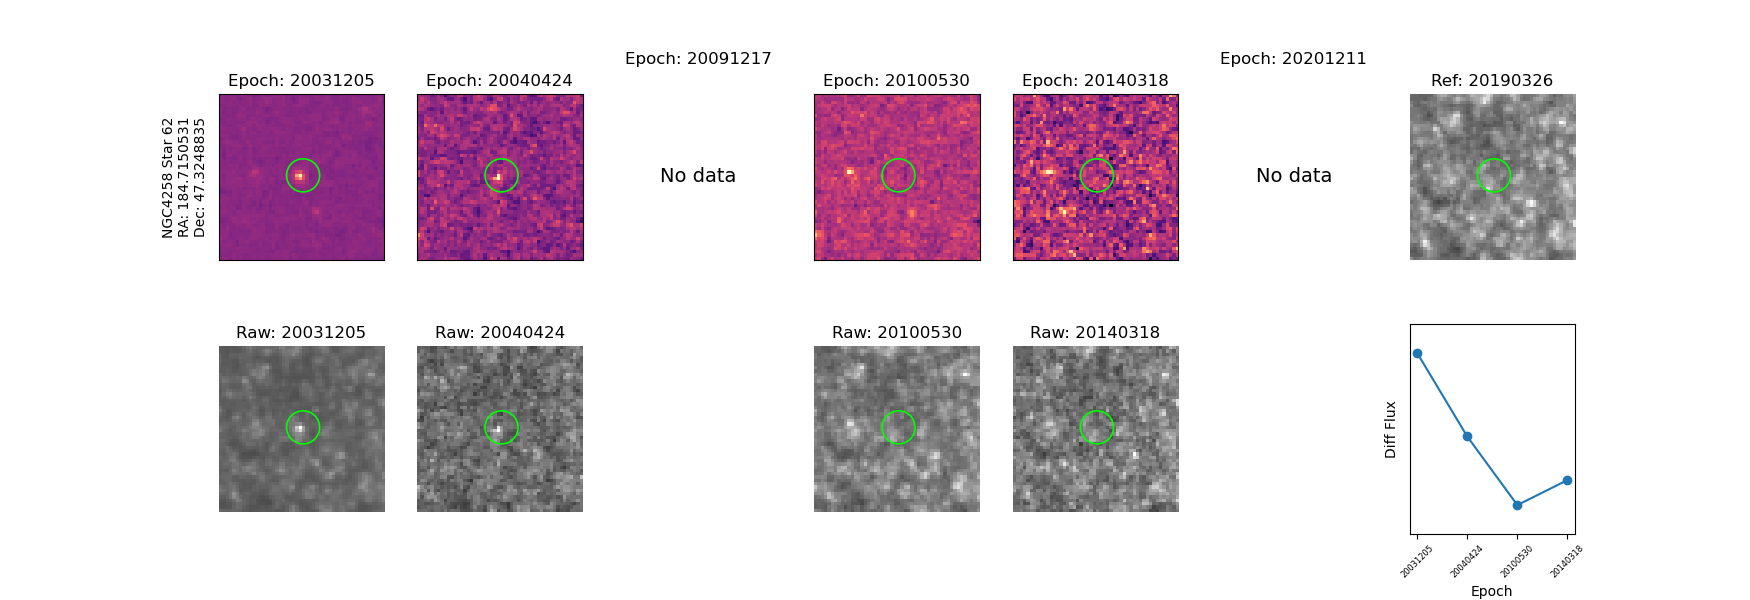 Epoch: 20031205
Epoch: 20040424
Epoch: 20091217
Epoch: 20100530
Epoch: 20140318
Epoch: 20201211
Ref: 20190326
NGC4258 Star 62
RA: 184.7150531
Dec: 47.3248835
No data
No data
Raw: 20031205
Raw: 20040424
Raw: 20100530
Raw: 20140318
Diff Flux
20031205
20040424
20100530
20140318
Epoch